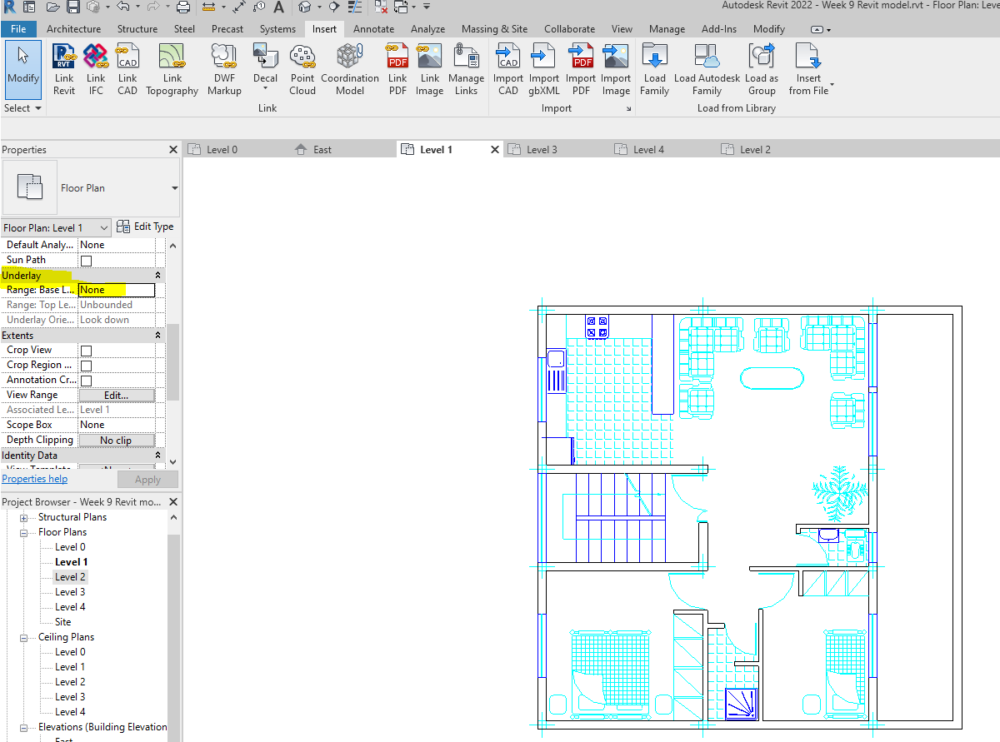 Autodesk Revit 2022 - Week 9 Revit model.rvt - Floor Plan: Leve
File Architecture Structure Steel Precast Systems Insert Annotate Analyze Massing & Site Collaborate View Manage Add-Ins Modify
Modify
Link Revit
Link IFC
Link CAD
Link Topography
DWF Markup
Decal
Point Cloud
Coordination Model
Link PDF
Link Image
Manage Links
Import CAD
Import gbXML
Import PDF
Import Image
Load Family
Load Autodesk Family
Load as Group
Insert from File
Select Link Import Load from Library
Properties
Level 0 East Level 1 Level 3 Level 4 Level 2
Floor Plan
Floor Plan: Level 1 Edit Type
Default Analy... None
Sun Path
Underlay
Range: Base L... None
Range: Top Le... Unbounded
Underlay Orie... Look down
Extents
Crop View
Crop Region ...
Annotation Cr...
View Range Edit...
Associated Le... Level 1
Scope Box None
Depth Clipping No clip
Identity Data
Properties help Apply
Project Browser - Week 9 Revit mo...
Structural Plans
Floor Plans
Level 0
Level 1
Level 2
Level 3
Level 4
Site
Ceiling Plans
Level 0
Level 1
Level 2
Level 3
Level 4
Elevations (Building Elevation
East